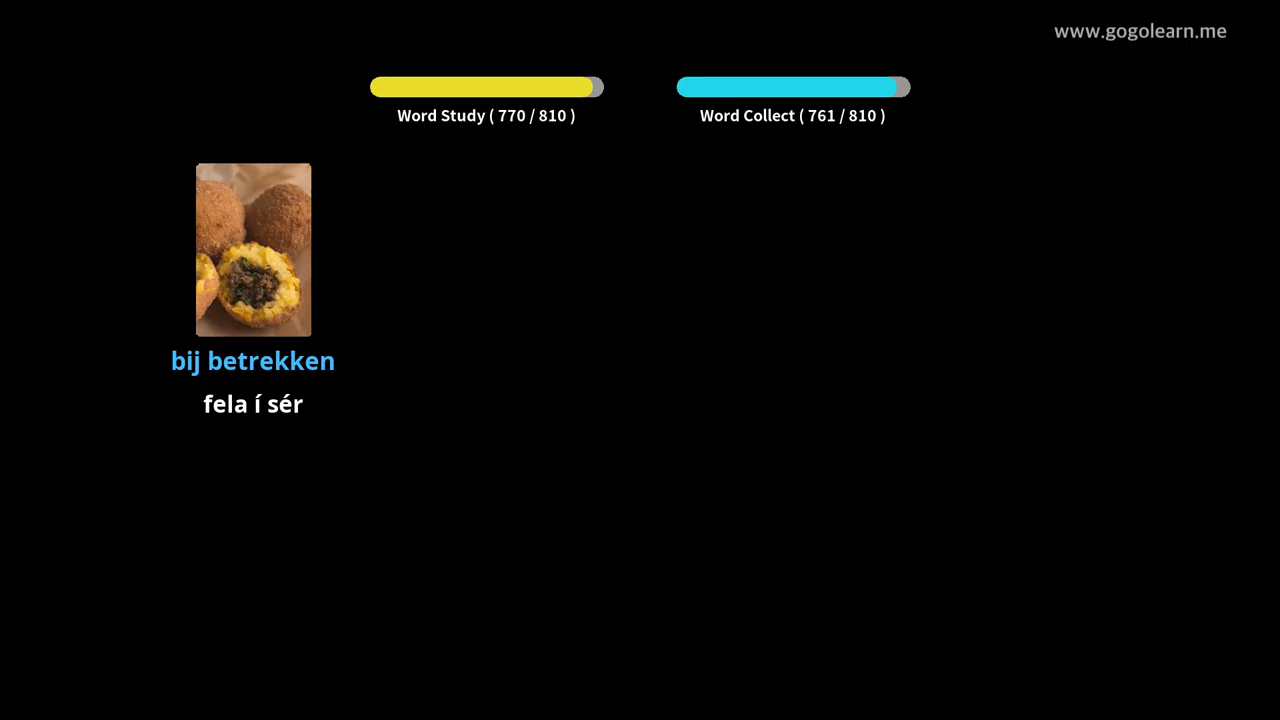 www.gogolearn.me
Word Study ( 770 / 810 )
Word Collect ( 761 / 810 )
bij betrekken
fela í sér